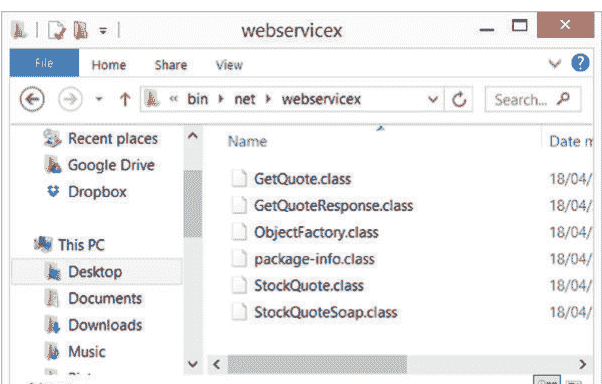 webservicex
File Home Share View
« bin net webservicex Search...
Recent places
Google Drive
Dropbox
This PC
Desktop
Documents
Downloads
Music
Name Date m
GetQuote.class 18/04/
GetQuoteResponse.class 18/04/
ObjectFactory.class 18/04/
package-info.class 18/04/
StockQuote.class 18/04/
StockQuoteSoap.class 18/04/